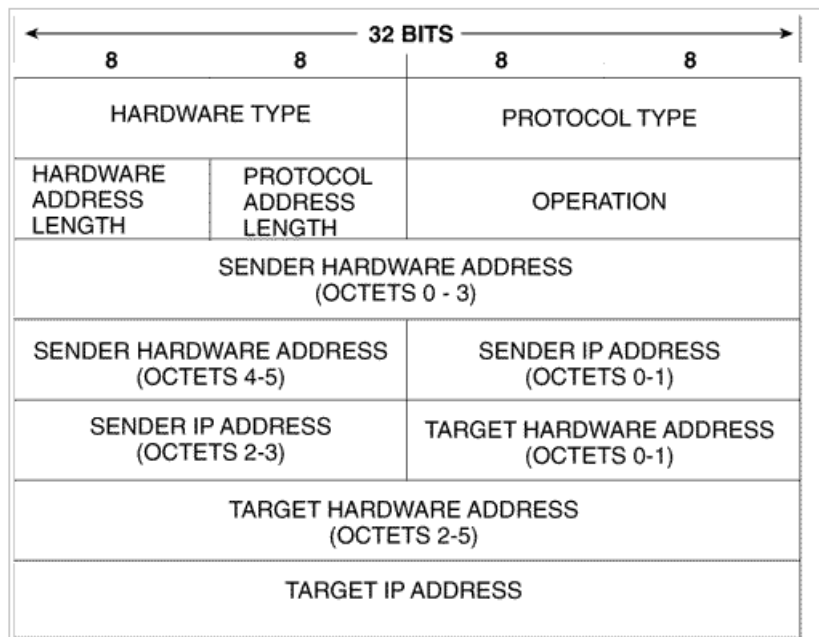 32 BITS
8 8 8 8
HARDWARE TYPE PROTOCOL TYPE
HARDWARE
ADDRESS
LENGTH
PROTOCOL
ADDRESS
LENGTH
OPERATION
SENDER HARDWARE ADDRESS
(OCTETS 0 - 3)
SENDER HARDWARE ADDRESS
(OCTETS 4-5)
SENDER IP ADDRESS
(OCTETS 0-1)
SENDER IP ADDRESS
(OCTETS 2-3)
TARGET HARDWARE ADDRESS
(OCTETS 0-1)
TARGET HARDWARE ADDRESS
(OCTETS 2-5)
TARGET IP ADDRESS